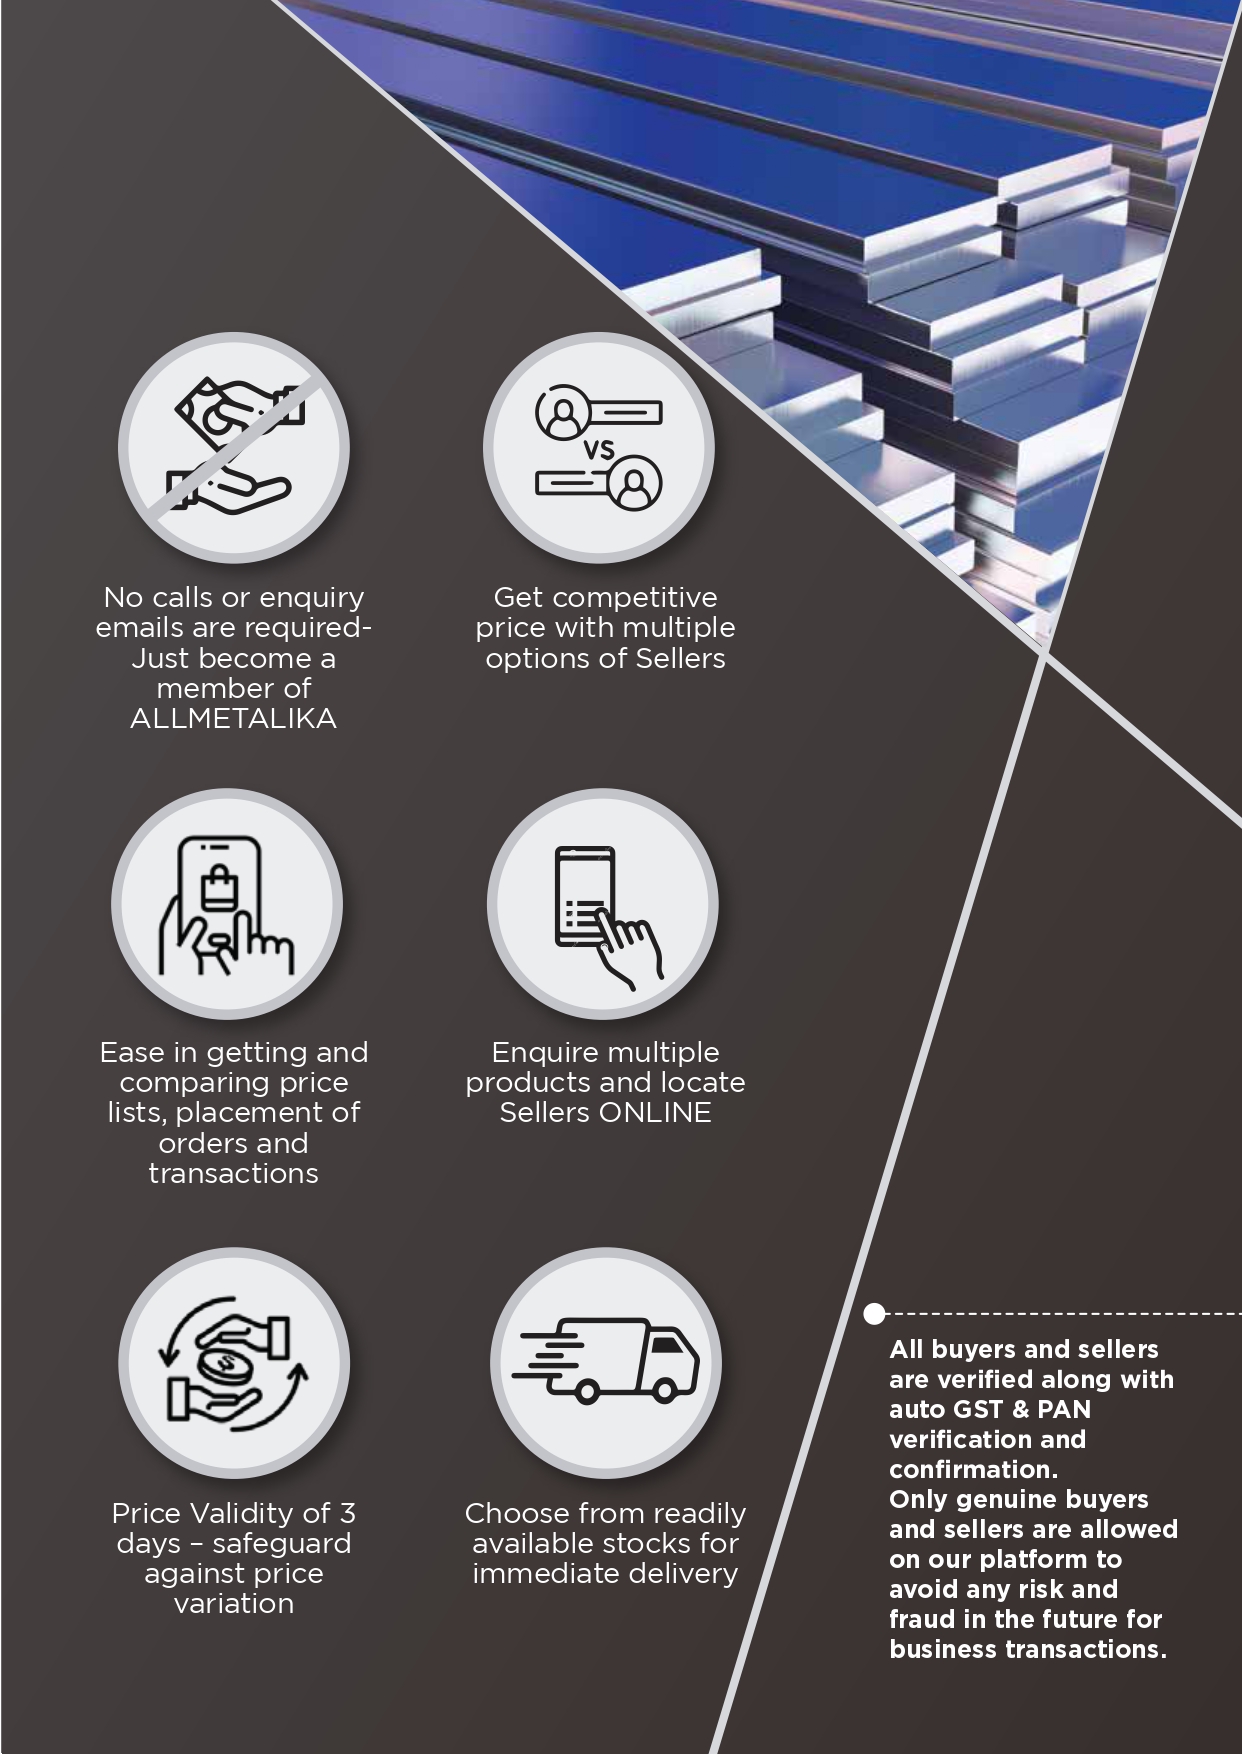 VS
No calls or enquiry
emails are required-
Just become a
member of
ALLMETALIKA
Get competitive
price with multiple
options of Sellers
Ease in getting and
comparing price
lists, placement of
orders and
transactions
Enquire multiple
products and locate
Sellers ONLINE
$
Price Validity of 3
days – safeguard
against price
variation
Choose from readily
available stocks for
immediate delivery
All buyers and sellers
are verified along with
auto GST & PAN
verification and
confirmation.
Only genuine buyers
and sellers are allowed
on our platform to
avoid any risk and
fraud in the future for
business transactions.